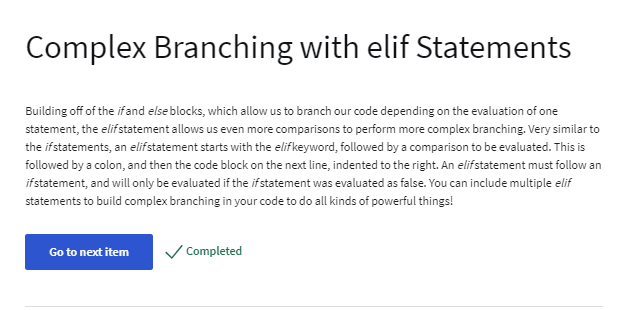 Complex Branching with elif Statements
Building off of the if and else blocks, which allow us to branch our code depending on the evaluation of one
statement, the elif statement allows us even more comparisons to perform more complex branching. Very similar to
the if statements, an elif statement starts with the elif keyword, followed by a comparison to be evaluated. This is
followed by a colon, and then the code block on the next line, indented to the right. An elif statement must follow an
if statement, and will only be evaluated if the if statement was evaluated as false. You can include multiple elif
statements to build complex branching in your code to do all kinds of powerful things!
Go to next item
Completed